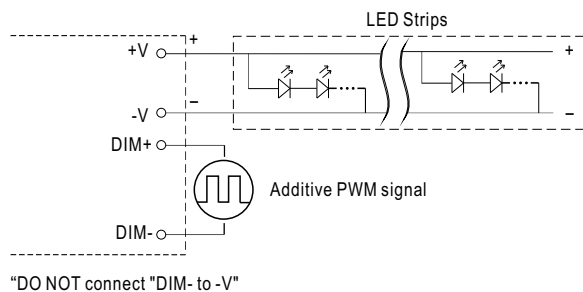 LED Strips
+V
+
+
-V
−
−
DIM+
Additive PWM signal
DIM-
“DO NOT connect "DIM- to -V"